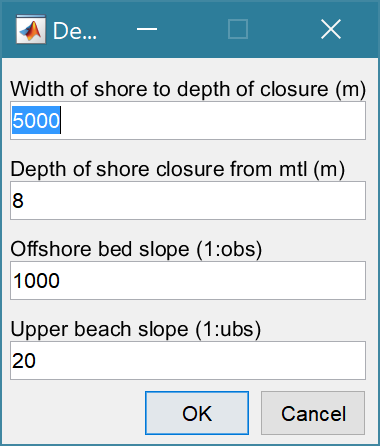 De...
Width of shore to depth of closure (m)
5000
Depth of shore closure from mtl (m)
8
Offshore bed slope (1:obs)
1000
Upper beach slope (1:ubs)
20
OK Cancel